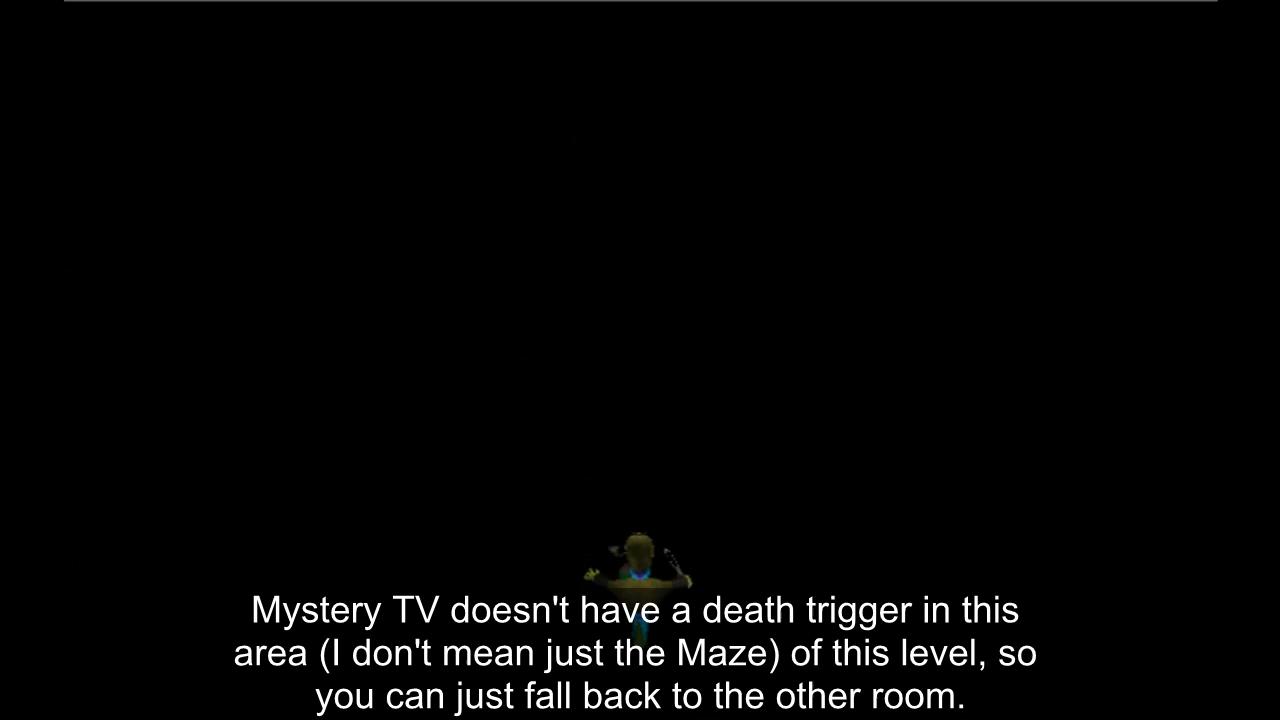 Mystery TV doesn't have a death trigger in this
area (I don't mean just the Maze) of this level, so
you can just fall back to the other room.